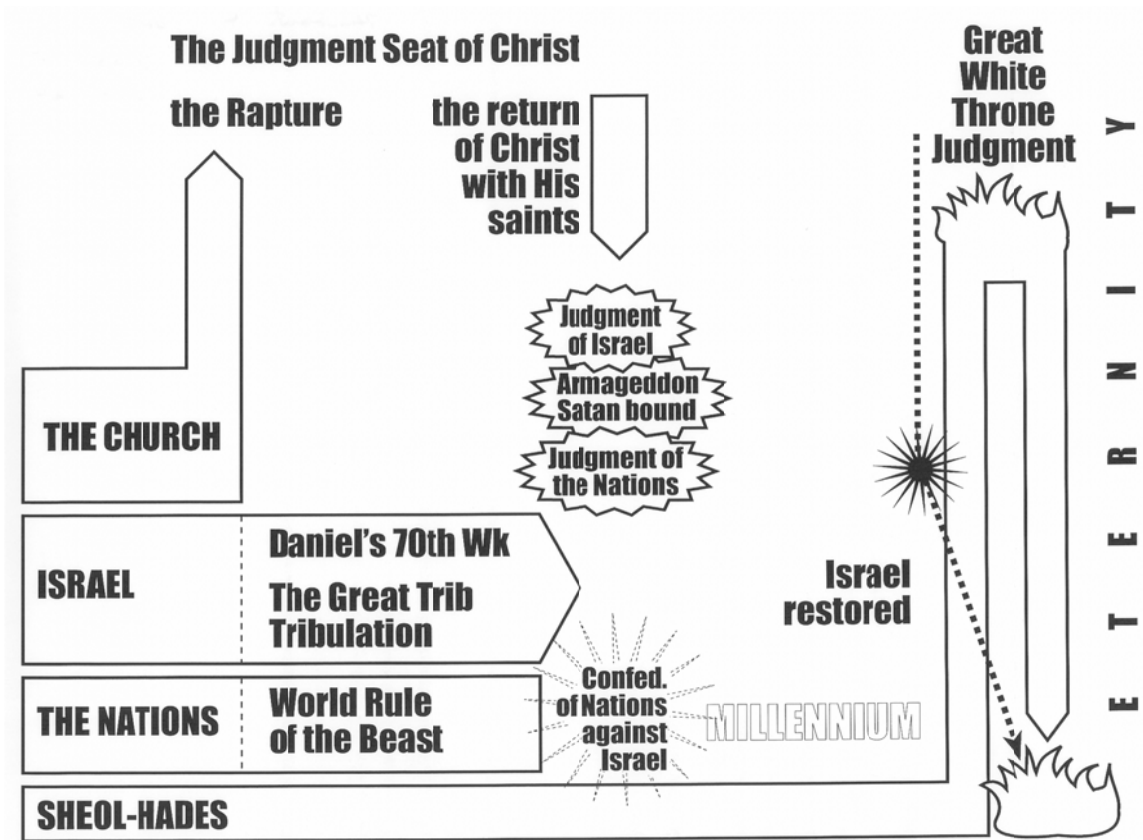 The Judgment Seat of Christ
the Rapture
the return
of Christ
with His
saints
Great
White
Throne
Judgment
ETERNITY
Judgment
of Israel
Armageddon
Satan bound
Judgment of
the Nations
THE CHURCH
ISRAEL
Daniel's 70th Wk
The Great Trib
Tribulation
Israel
restored
THE NATIONS
World Rule
of the Beast
Confed.
of Nations
against
Israel
MILLENNIUM
SHEOL-HADES